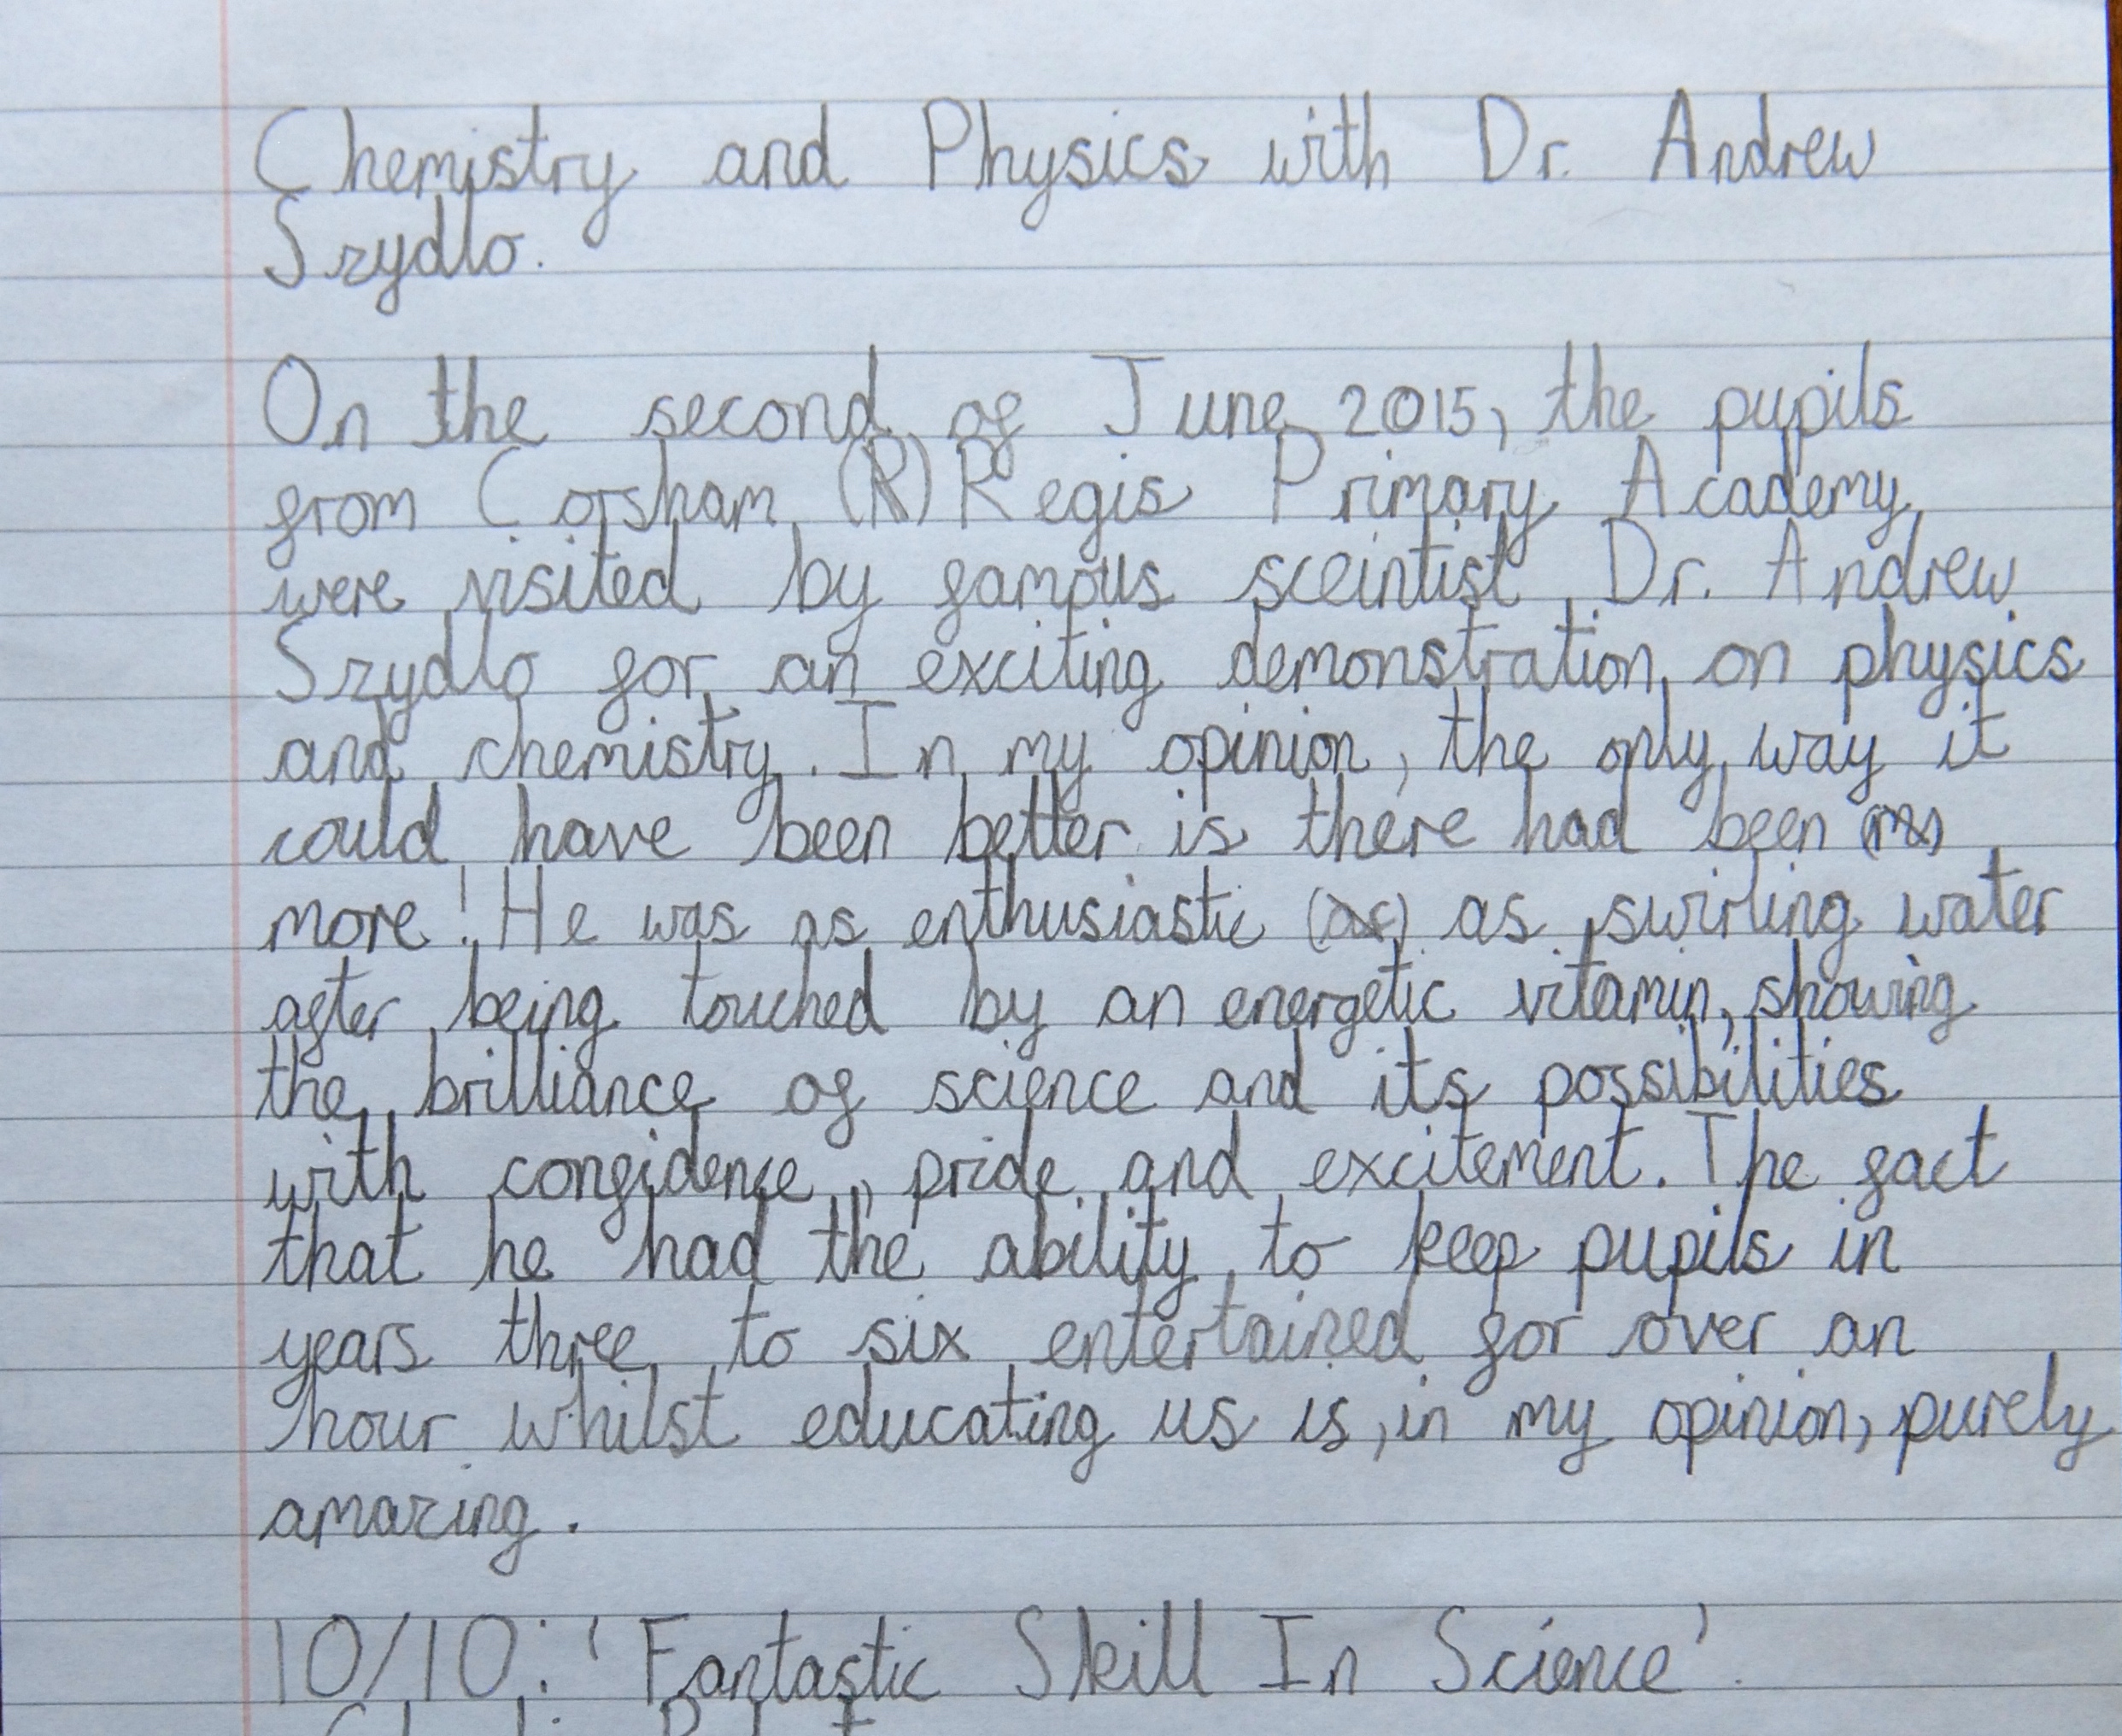 Chemistry and Physics with Dr. Andrew
Szydlo.
On the second of June 2015, the pupils
from Corsham (R) Regis Primary Academy
were visited by famous sceintist Dr. Andrew
Szydlo for an exciting demonstration on physics
and chemistry. In my opinion, the only way it
could have been better is there had been
more! He was as enthusiastic (as) as swirling water
after being touched by an energetic vitamin, showing
the brilliance of science and its possibilities
with confidence, pride and excitement. The fact
that he had the ability to keep pupils in
years three to six entertained for over an
hour whilst educating us is, in my opinion, purely
amazing.
10/10: 'Fantastic Skill In Science'.